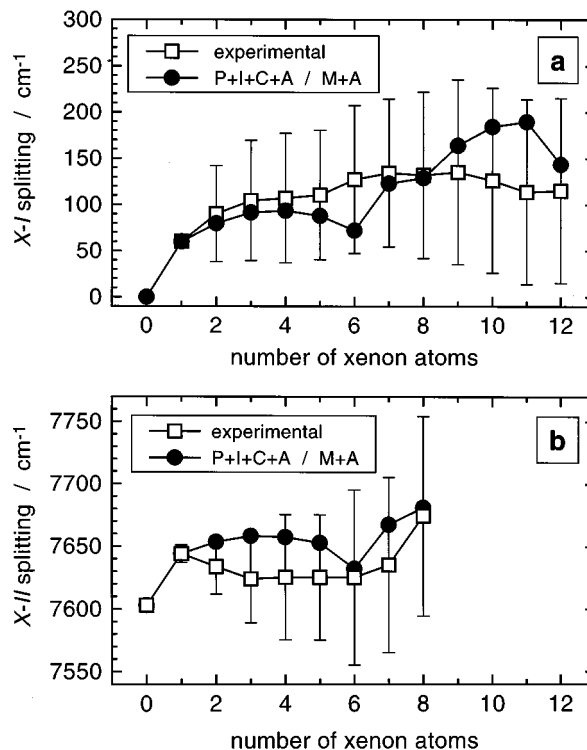 300
250
200
150
100
50
0
X-I splitting / cm⁻¹
experimental
P+I+C+A / M+A
a
0 2 4 6 8 10 12
number of xenon atoms
7750
7700
7650
7600
7550
X-II splitting / cm⁻¹
experimental
P+I+C+A / M+A
b
0 2 4 6 8 10 12
number of xenon atoms